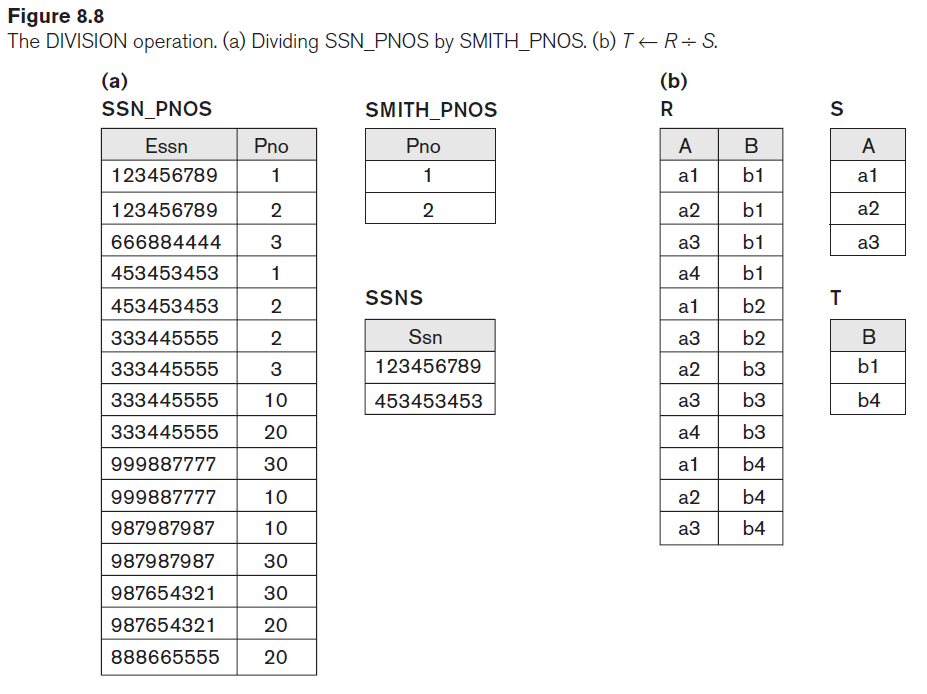 Figure 8.8
The DIVISION operation. (a) Dividing SSN_PNOS by SMITH_PNOS. (b) T ← R ÷ S.
(a)
SSN_PNOS
Essn Pno
123456789 1
123456789 2
666884444 3
453453453 1
453453453 2
333445555 2
333445555 3
333445555 10
333445555 20
999887777 30
999887777 10
987987987 10
987987987 30
987654321 30
987654321 20
888665555 20
SMITH_PNOS
Pno
1
2
SSNS
Ssn
123456789
453453453
(b)
R
A B
a1 b1
a2 b1
a3 b1
a4 b1
a1 b2
a3 b2
a2 b3
a3 b3
a4 b3
a1 b4
a2 b4
a3 b4
S
A
a1
a2
a3
T
B
b1
b4